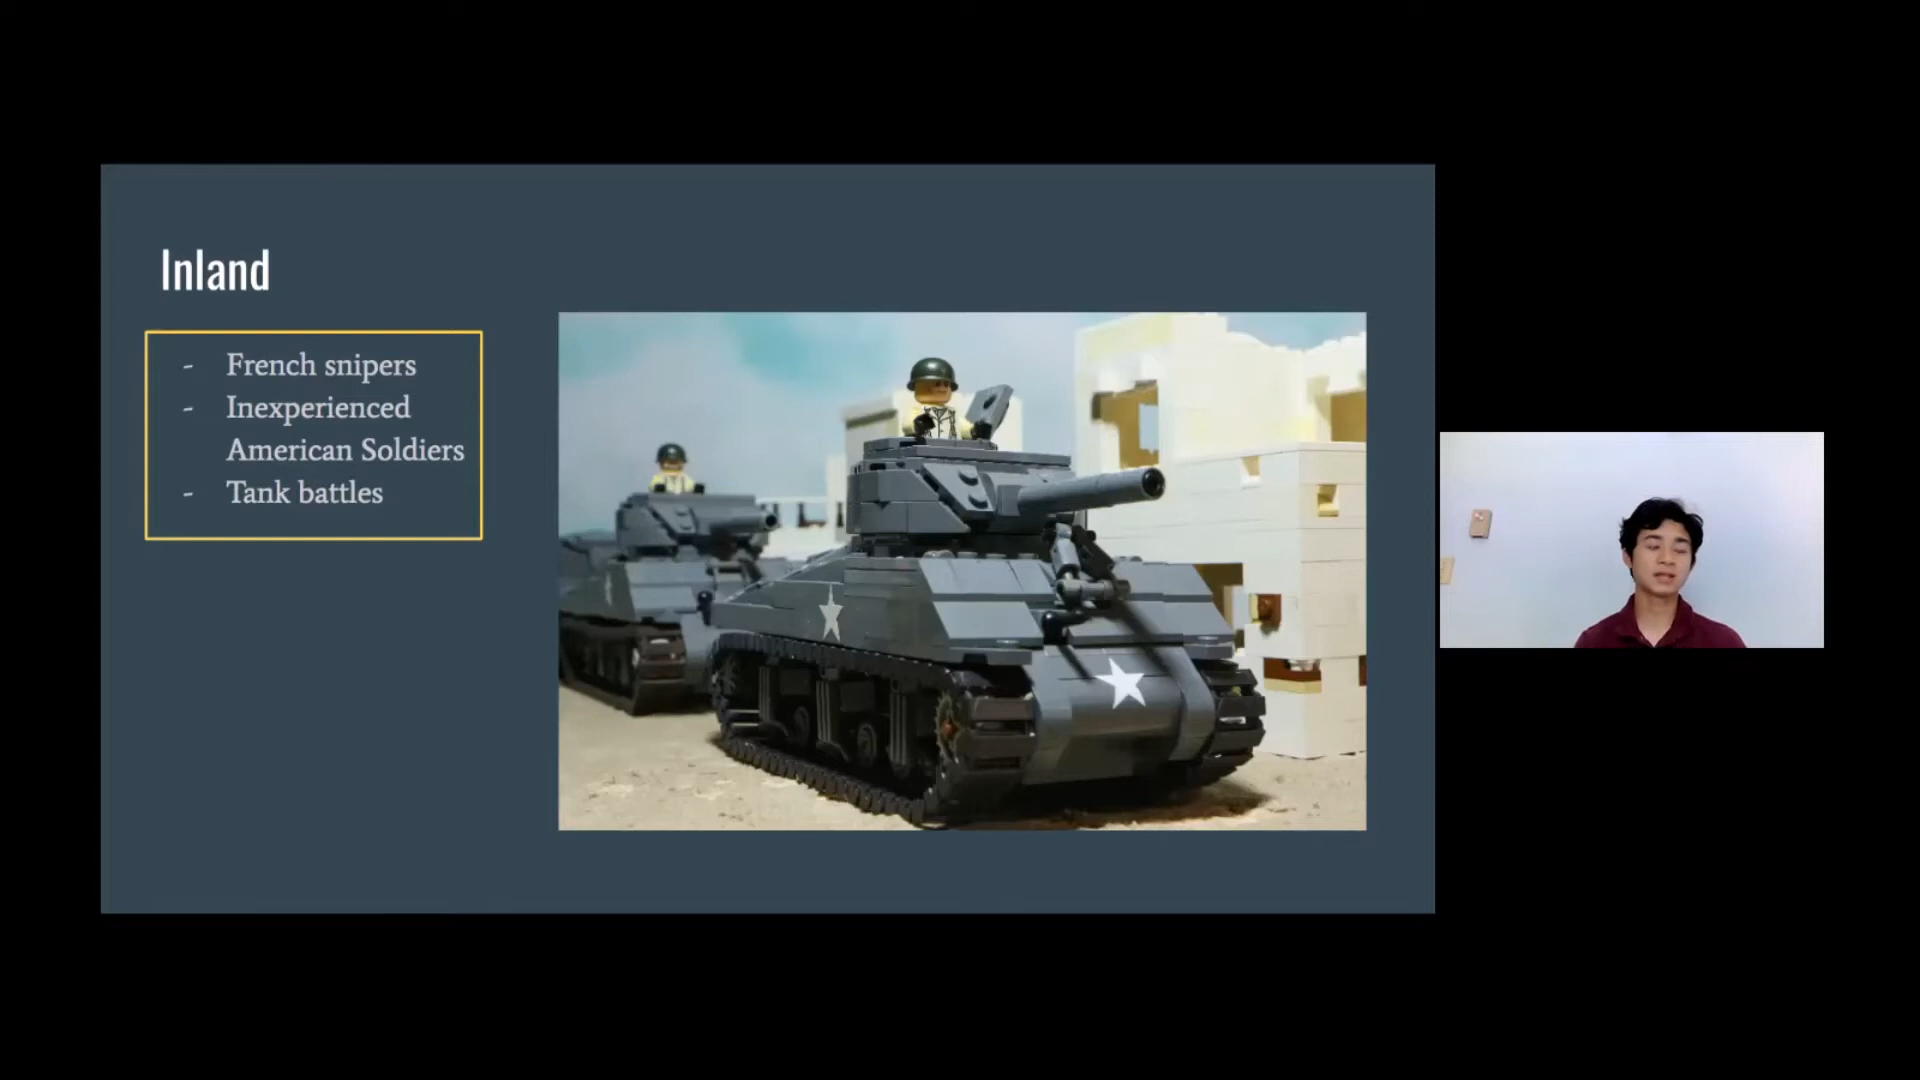 Inland
- French snipers
- Inexperienced
American Soldiers
- Tank battles